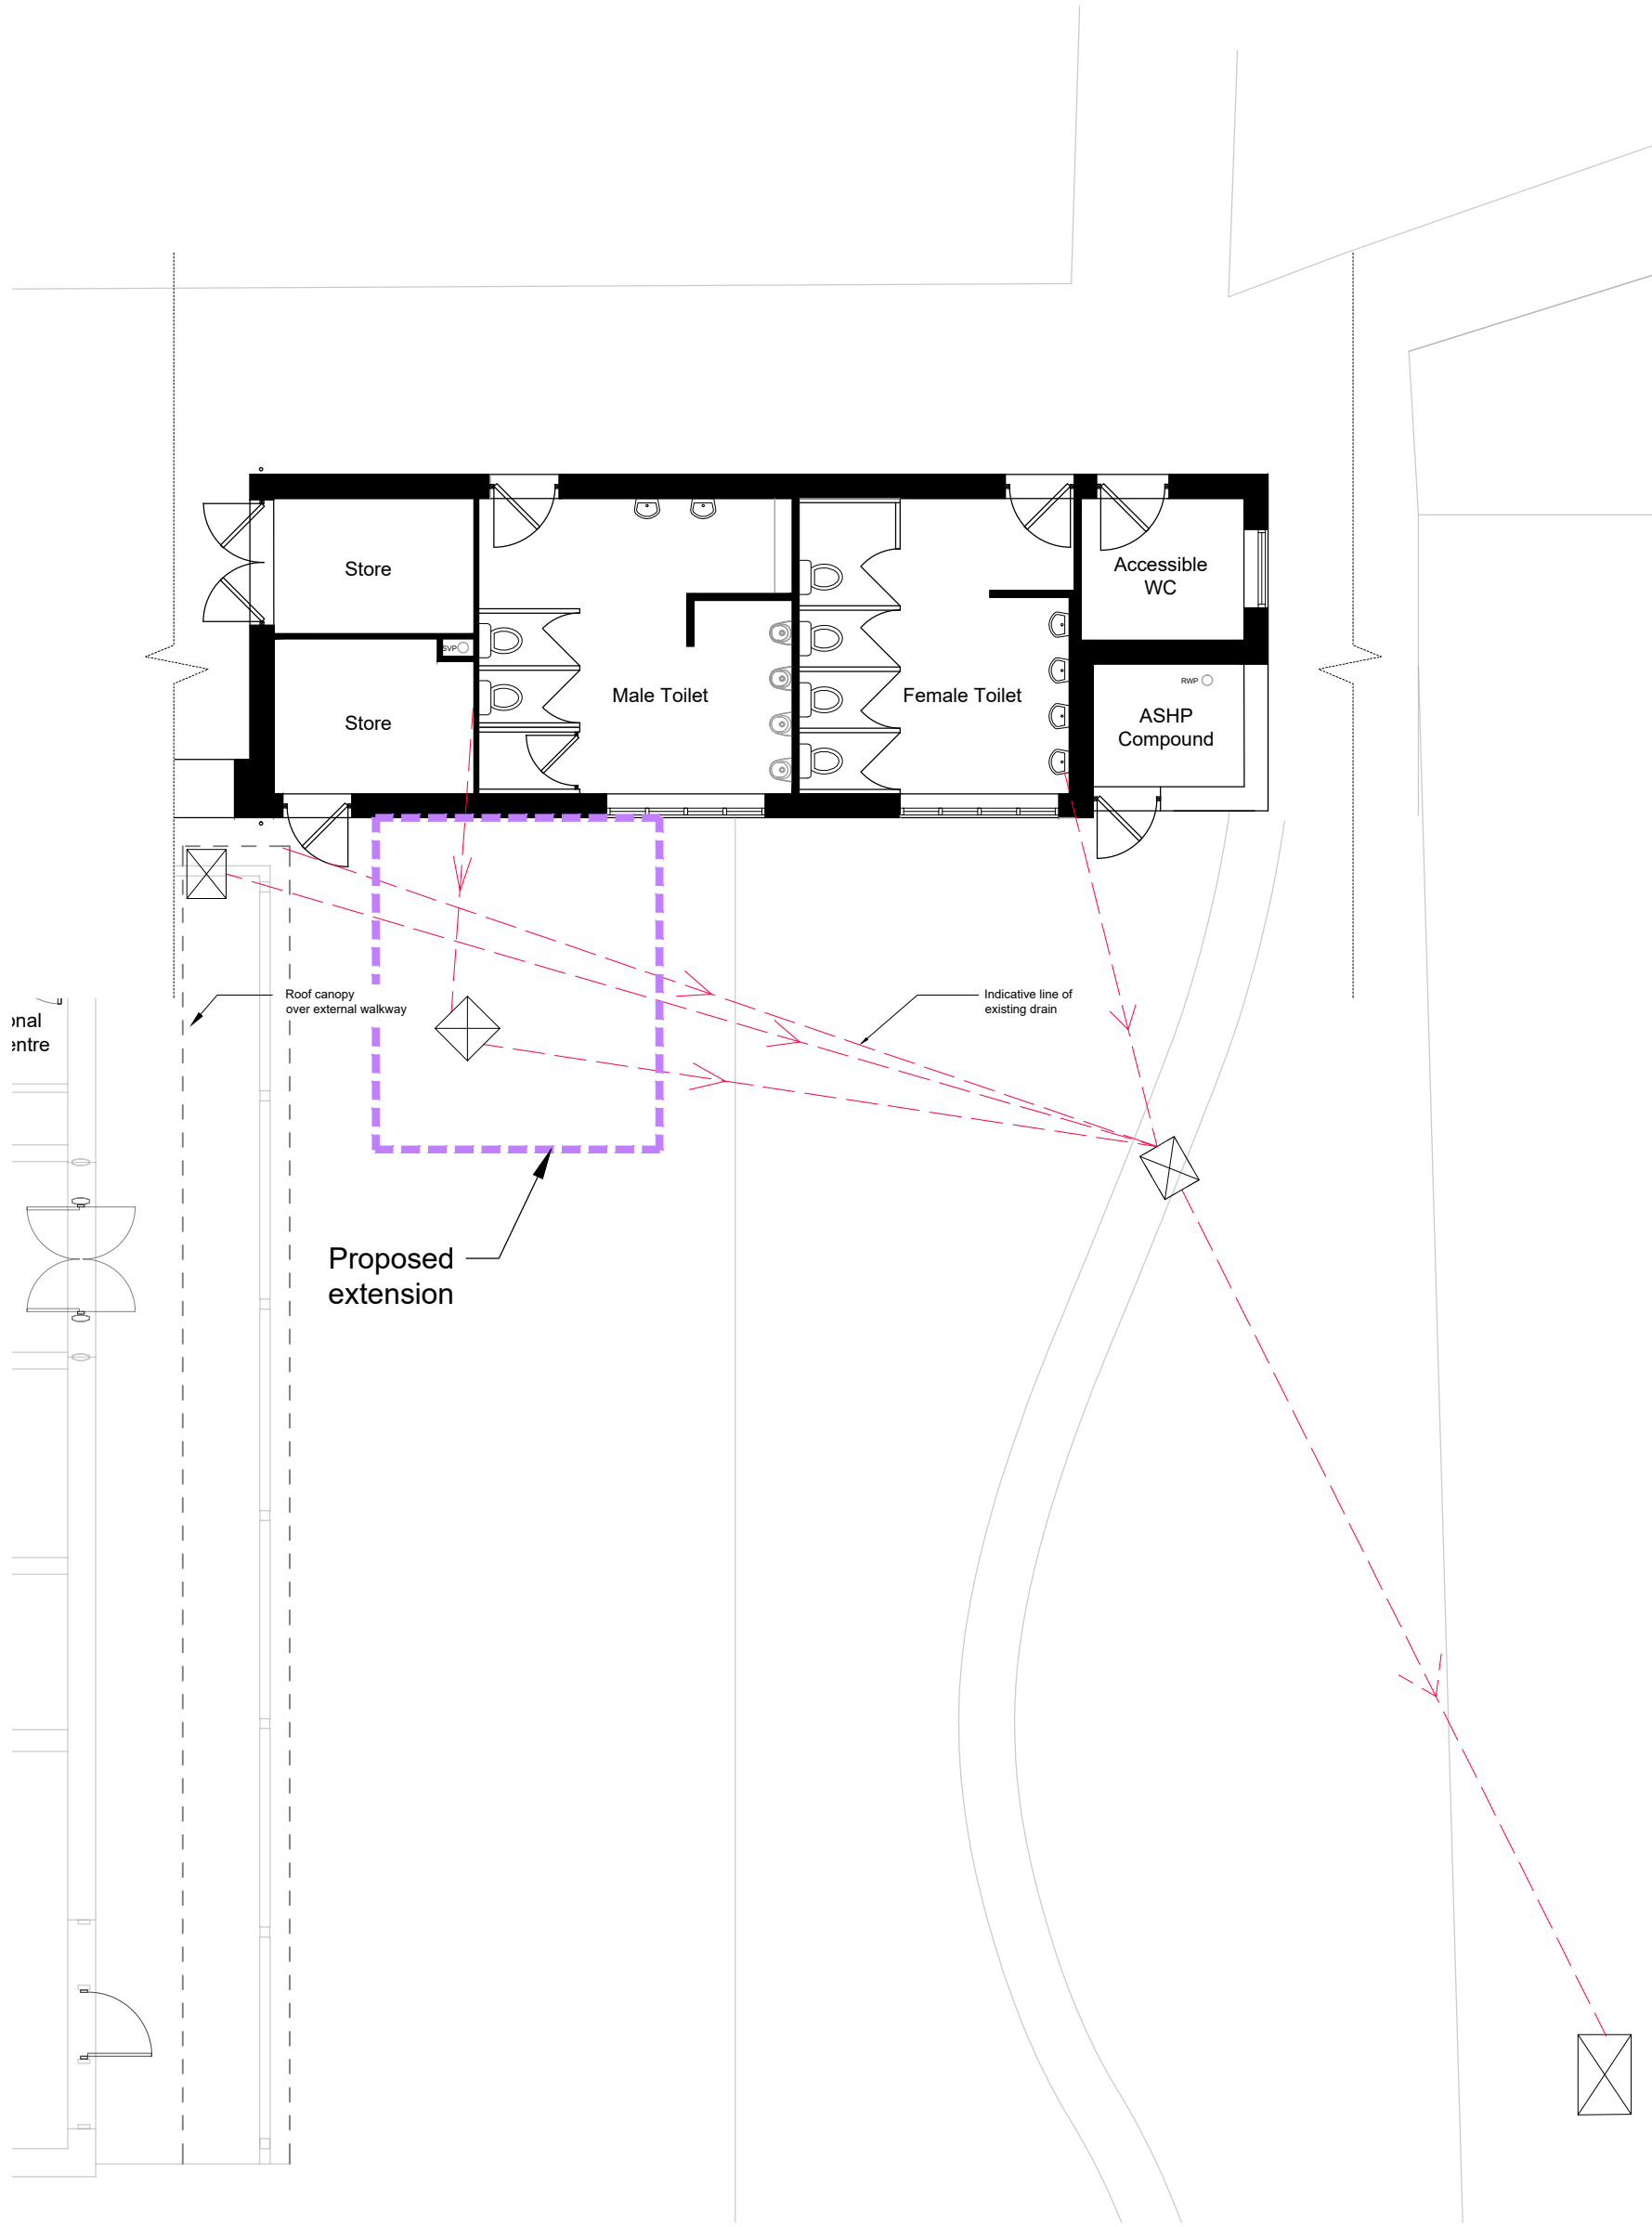 Store
Accessible
WC
SVP
RWP
Store
Male Toilet
Female Toilet
ASHP
Compound
Roof canopy
over external walkway
Indicative line of
existing drain
onal
entre
Proposed
extension